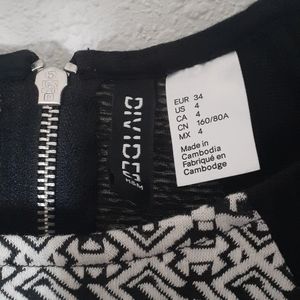 DIVIDED
H&M
EUR 34
US 4
CA 4
CN 160/80A
MX 4
Made in
Cambodia
Fabriqué en
Cambodge